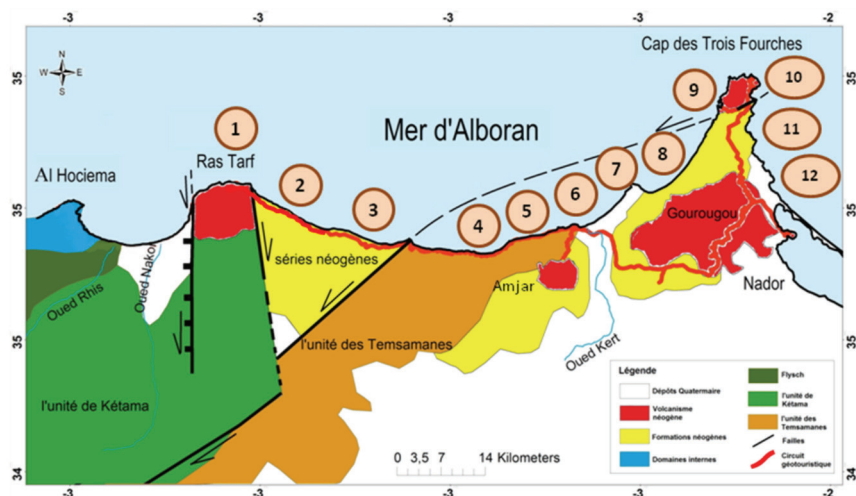 -3 -3 -3 -3 -2
Cap des Trois Fourches
35 35
N
W E
S
9 10
1
Mer d'Alboran
11
8
Al Hociema
Ras Tarf
7
12
2
6
3
5
4
35 35
Gourougou
séries néogènes
Oued Rhis
Oued Nakor
Amjar
Nador
l'unité des Temsamanes
Oued Kert
35 35
l'unité de Kétama
Légende
Dépôts Quaternaire
Volcanisme néogène
Formations néogènes
Domaines internes
Flysch
l'unité de Kétama
l'unité des Temsamanes
Failles
Circuit géotouristique
0 3,5 7 14 Kilometers
34 34
-3 -3 -3 -3 -2